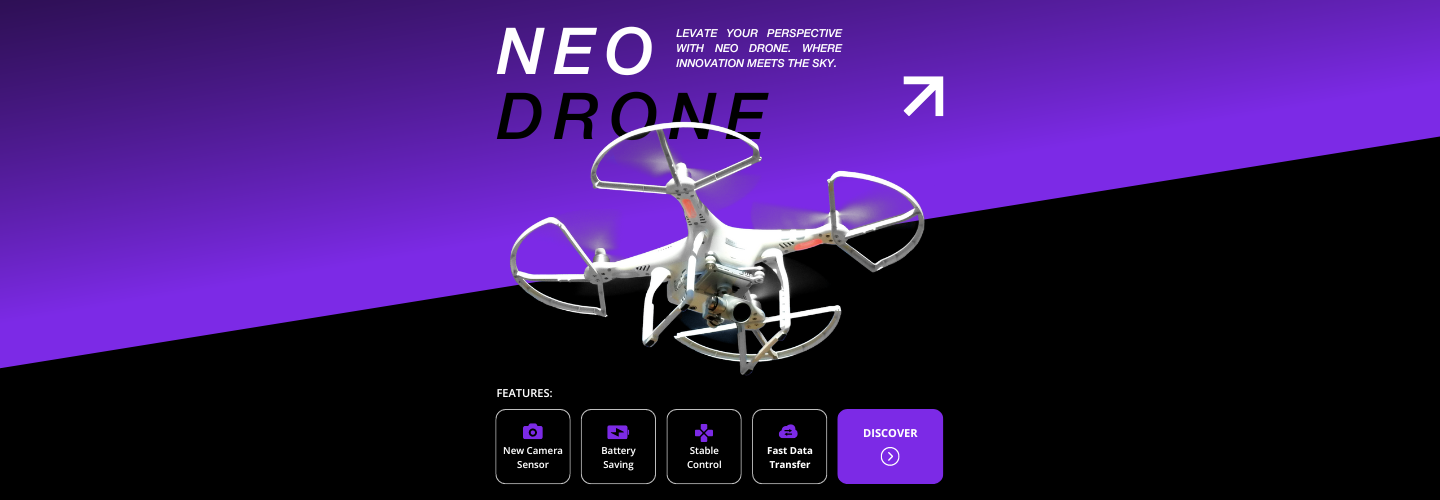 NEO
LEVATE YOUR PERSPECTIVE
WITH NEO DRONE. WHERE
INNOVATION MEETS THE SKY.
DRONE
FEATURES:
New Camera
Sensor
Battery
Saving
Stable
Control
Fast Data
Transfer
DISCOVER